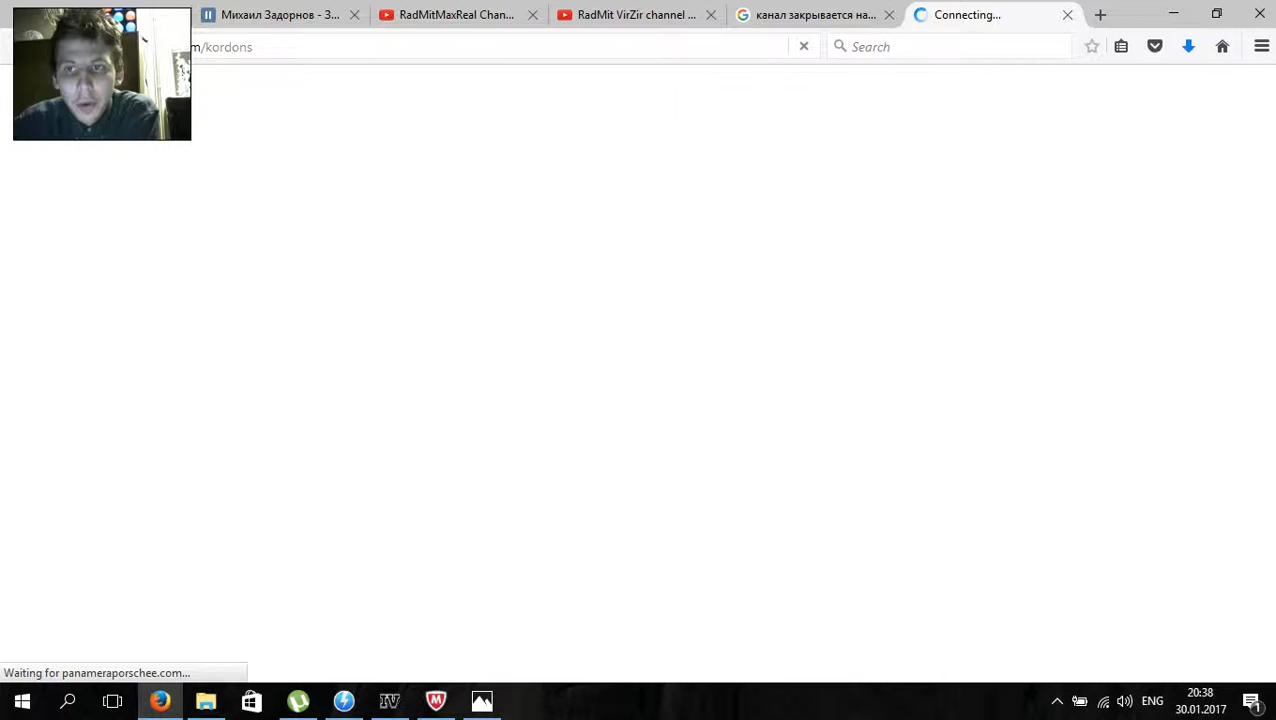 Михаил Задорнов - З...
RadMitMaxReal Chan...
RadMit VirZir channel ...
канал закрывается на...
Connecting...
m/kordons
Search
Waiting for panameraporschee.com...
ENG
20:38
30.01.2017
1